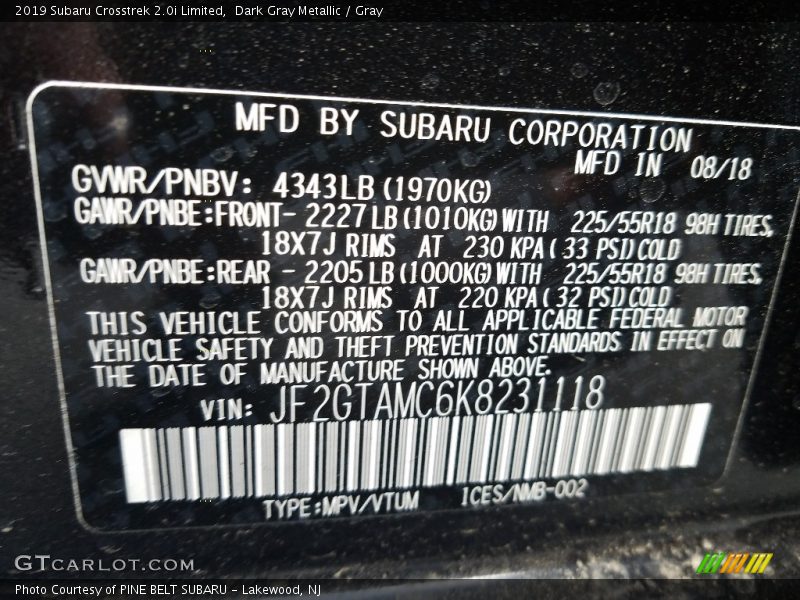 2019 Subaru Crosstrek 2.0i Limited,  Dark Gray Metallic / Gray
MFD BY SUBARU CORPORATION
MFD IN 08/18
GVWR/PNBV: 4343LB (1970KG)
GAWR/PNBE:FRONT- 2227LB(1010KG)WITH 225/55R18 98H TIRES,
18X7J RIMS AT 230 KPA( 33 PSI)COLD
GAWR/PNBE:REAR - 2205LB(1000KG)WITH 225/55R18 98H TIRES,
18X7J RIMS AT 220 KPA( 32 PSI)COLD
THIS VEHICLE CONFORMS TO ALL APPLICABLE FEDERAL MOTOR
VEHICLE SAFETY AND THEFT PREVENTION STANDARDS IN EFFECT ON
THE DATE OF MANUFACTURE SHOWN ABOVE.
VIN: JF2GTAMC6K8231118
TYPE:MPV/VTUM ICES/NMB-002
GTCARLOT.COM
Photo Courtesy of PINE BELT SUBARU - Lakewood, NJ